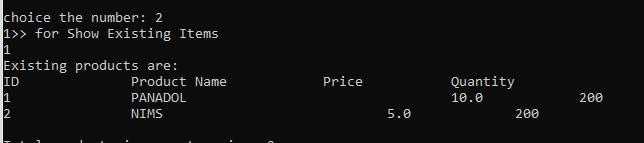 choice the number: 2
1>> for Show Existing Items
1
Existing products are:
ID Product Name Price Quantity
1 PANADOL 10.0 200
2 NIMS 5.0 200